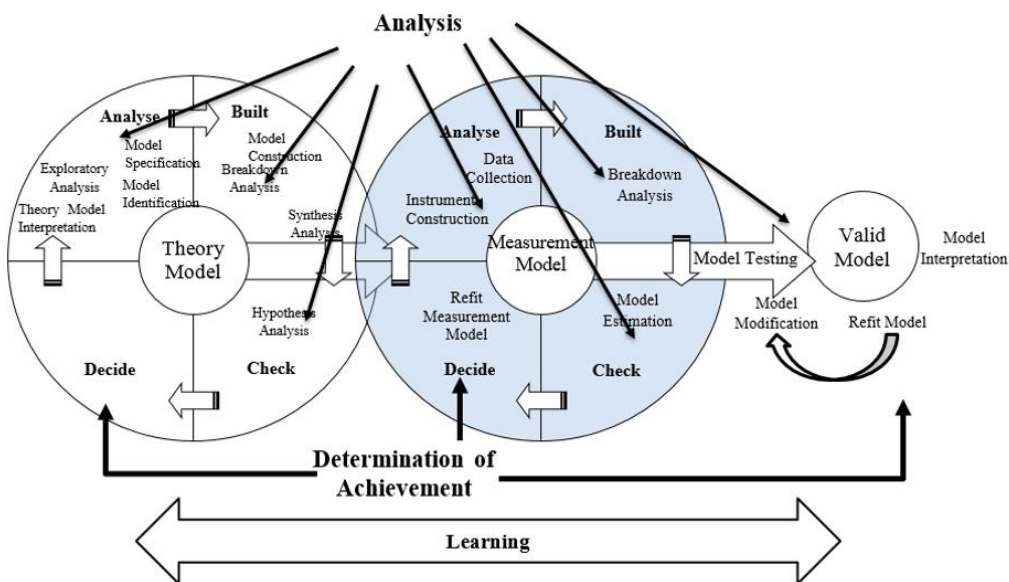 Analysis
Analyse
Built
Model
Specification
Model
Construction
Exploratory
Analysis
Breakdown
Analysis
Model
Identification
Theory Model
Interpretation
Synthesis
Analysis
Theory
Model
Hypothesis
Analysis
Decide
Check
Analyse
Built
Data
Collection
Breakdown
Analysis
Instrument
Construction
Measurement
Model
Model Testing
Refit
Measurement
Model
Model
Estimation
Decide
Check
Valid
Model
Model
Interpretation
Model
Modification
Refit Model
Determination of
Achievement
Learning